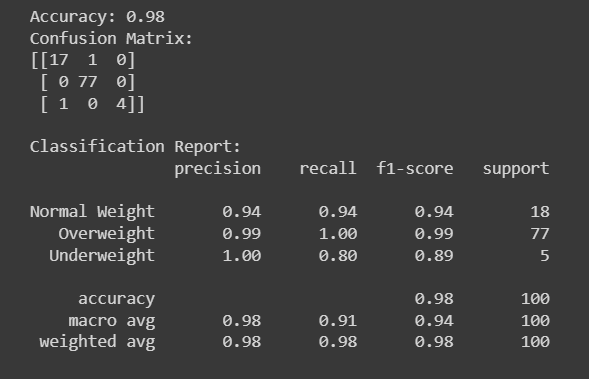 Accuracy: 0.98
Confusion Matrix:
[[17  1  0]
 [ 0 77  0]
 [ 1  0  4]]
Classification Report:
               precision    recall  f1-score   support
Normal Weight       0.94      0.94      0.94        18
   Overweight       0.99      1.00      0.99        77
  Underweight       1.00      0.80      0.89         5
     accuracy                           0.98       100
    macro avg       0.98      0.91      0.94       100
 weighted avg       0.98      0.98      0.98       100